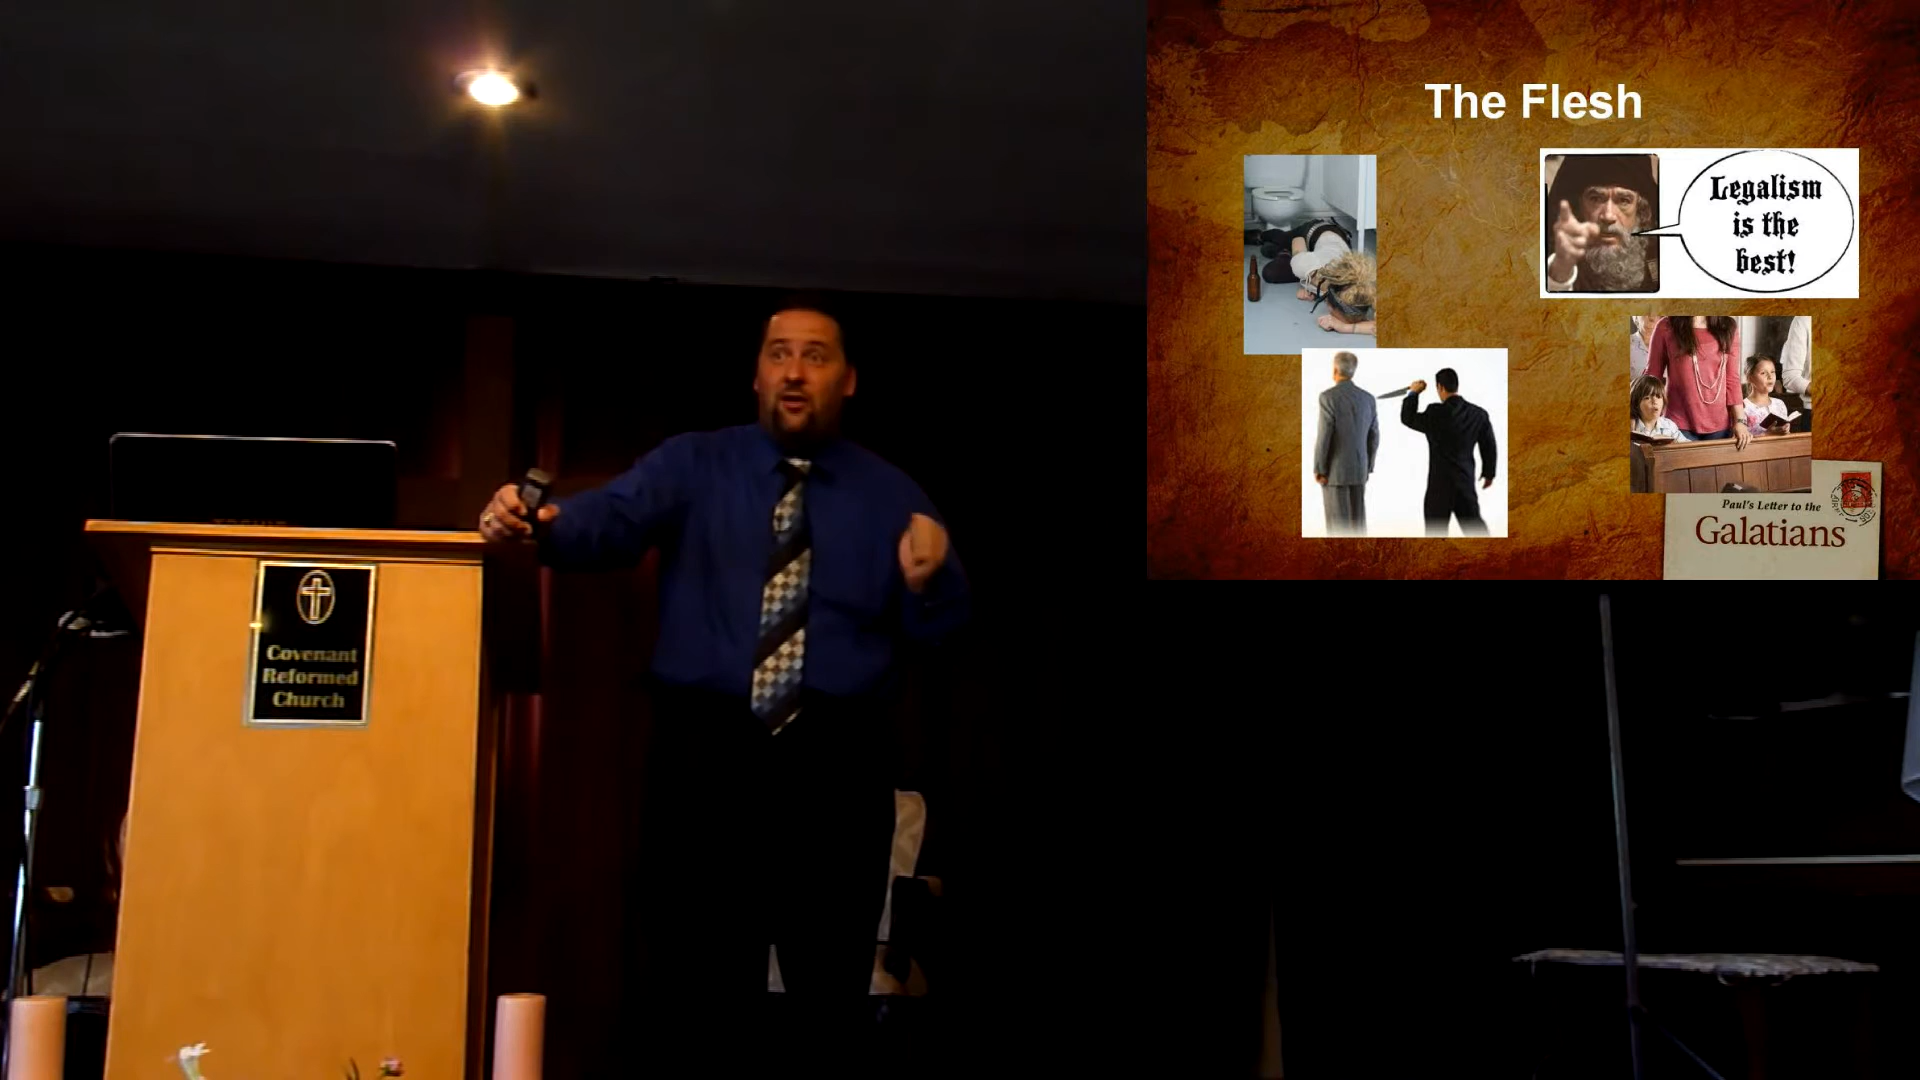 The Flesh
Legalism
is the
best!
Paul's Letter to the
Galatians
Covenant
Reformed
Church